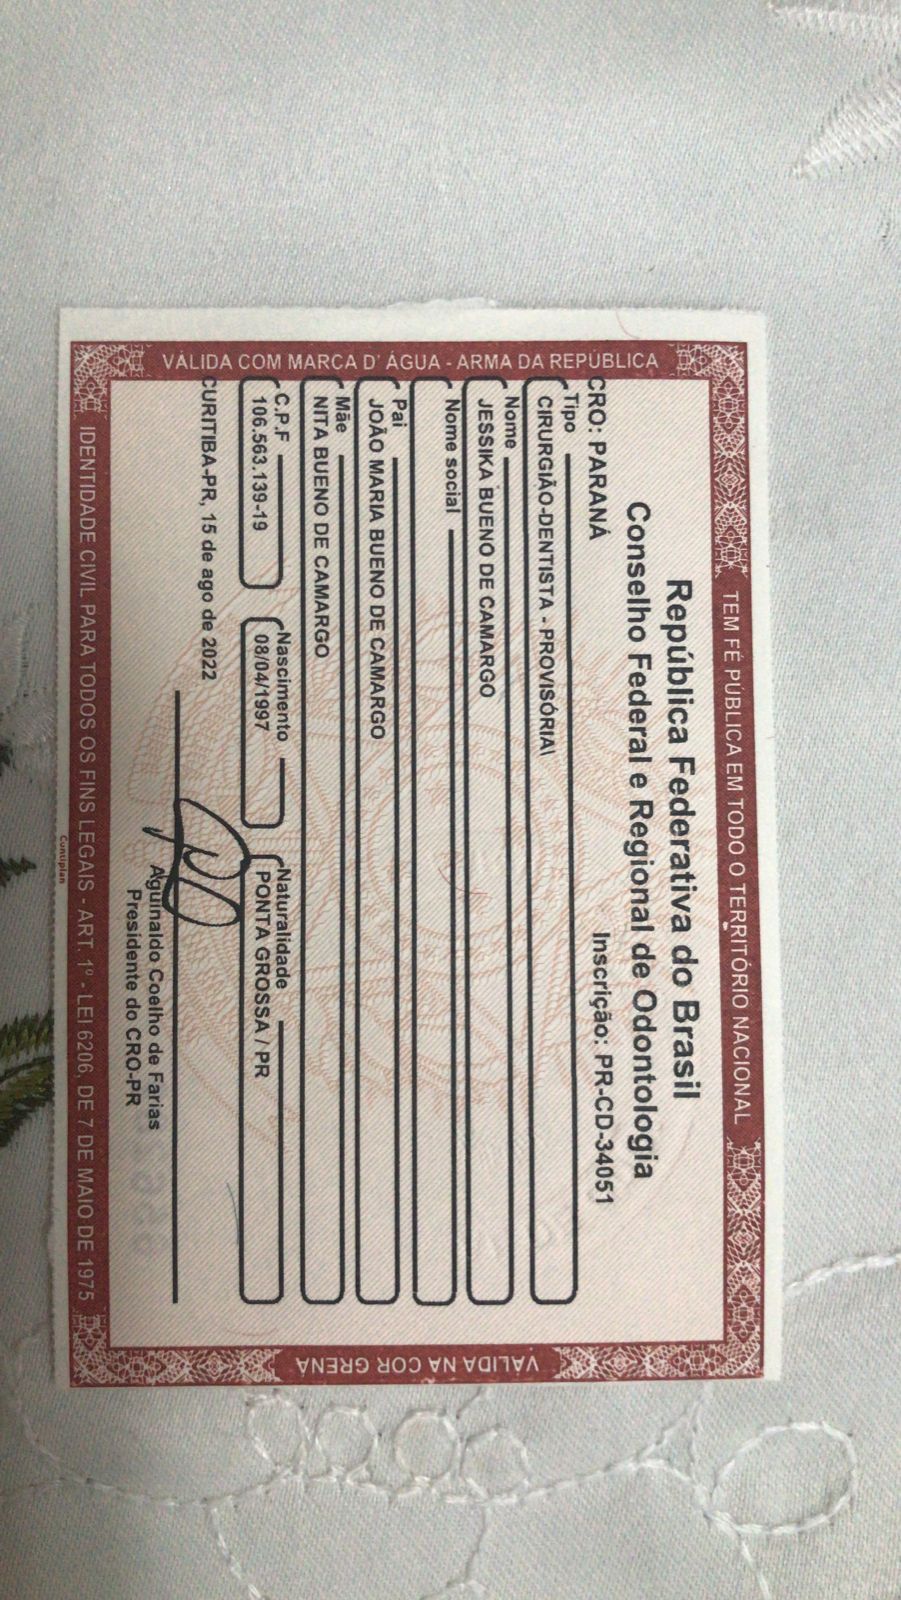 TEM FÉ PÚBLICA EM TODO O TERRITÓRIO NACIONAL
VÁLIDA COM MARCA D' ÁGUA - ARMA DA REPÚBLICA
República Federativa do Brasil
Conselho Federal e Regional de Odontologia
CRO: PARANÁ Inscrição: PR-CD-34051
Tipo
CIRURGIÃO-DENTISTA - PROVISÓRIA\
Nome
JESSIKA BUENO DE CAMARGO
Nome social
Pai
JOÃO MARIA BUENO DE CAMARGO
Mãe
NITA BUENO DE CAMARGO
C.P.F Nascimento Naturalidade
106.563.139-19 08/04/1997 PONTA GROSSA / PR
CURITIBA-PR, 15 de ago de 2022
Aguinaldo Coelho de Farias
Presidente do CRO-PR
VALIDA NA COR GRENÁ
IDENTIDADE CIVIL PARA TODOS OS FINS LEGAIS - ART. 1º - LEI 6206, DE 7 DE MAIO DE 1975
Contiplan